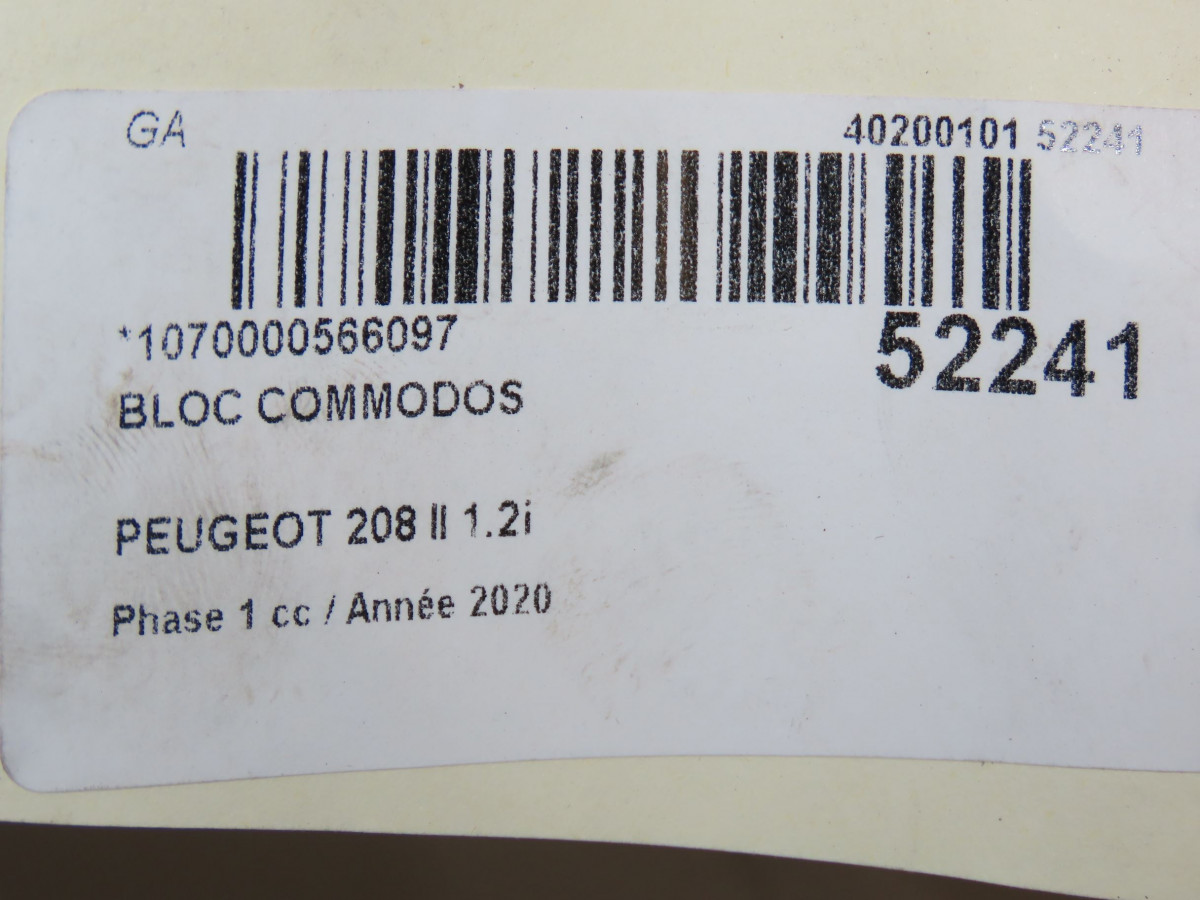 GA
40200101 52241
*1070000566097
52241
BLOC COMMODOS
PEUGEOT 208 II 1.2i
Phase 1 cc / Année 2020